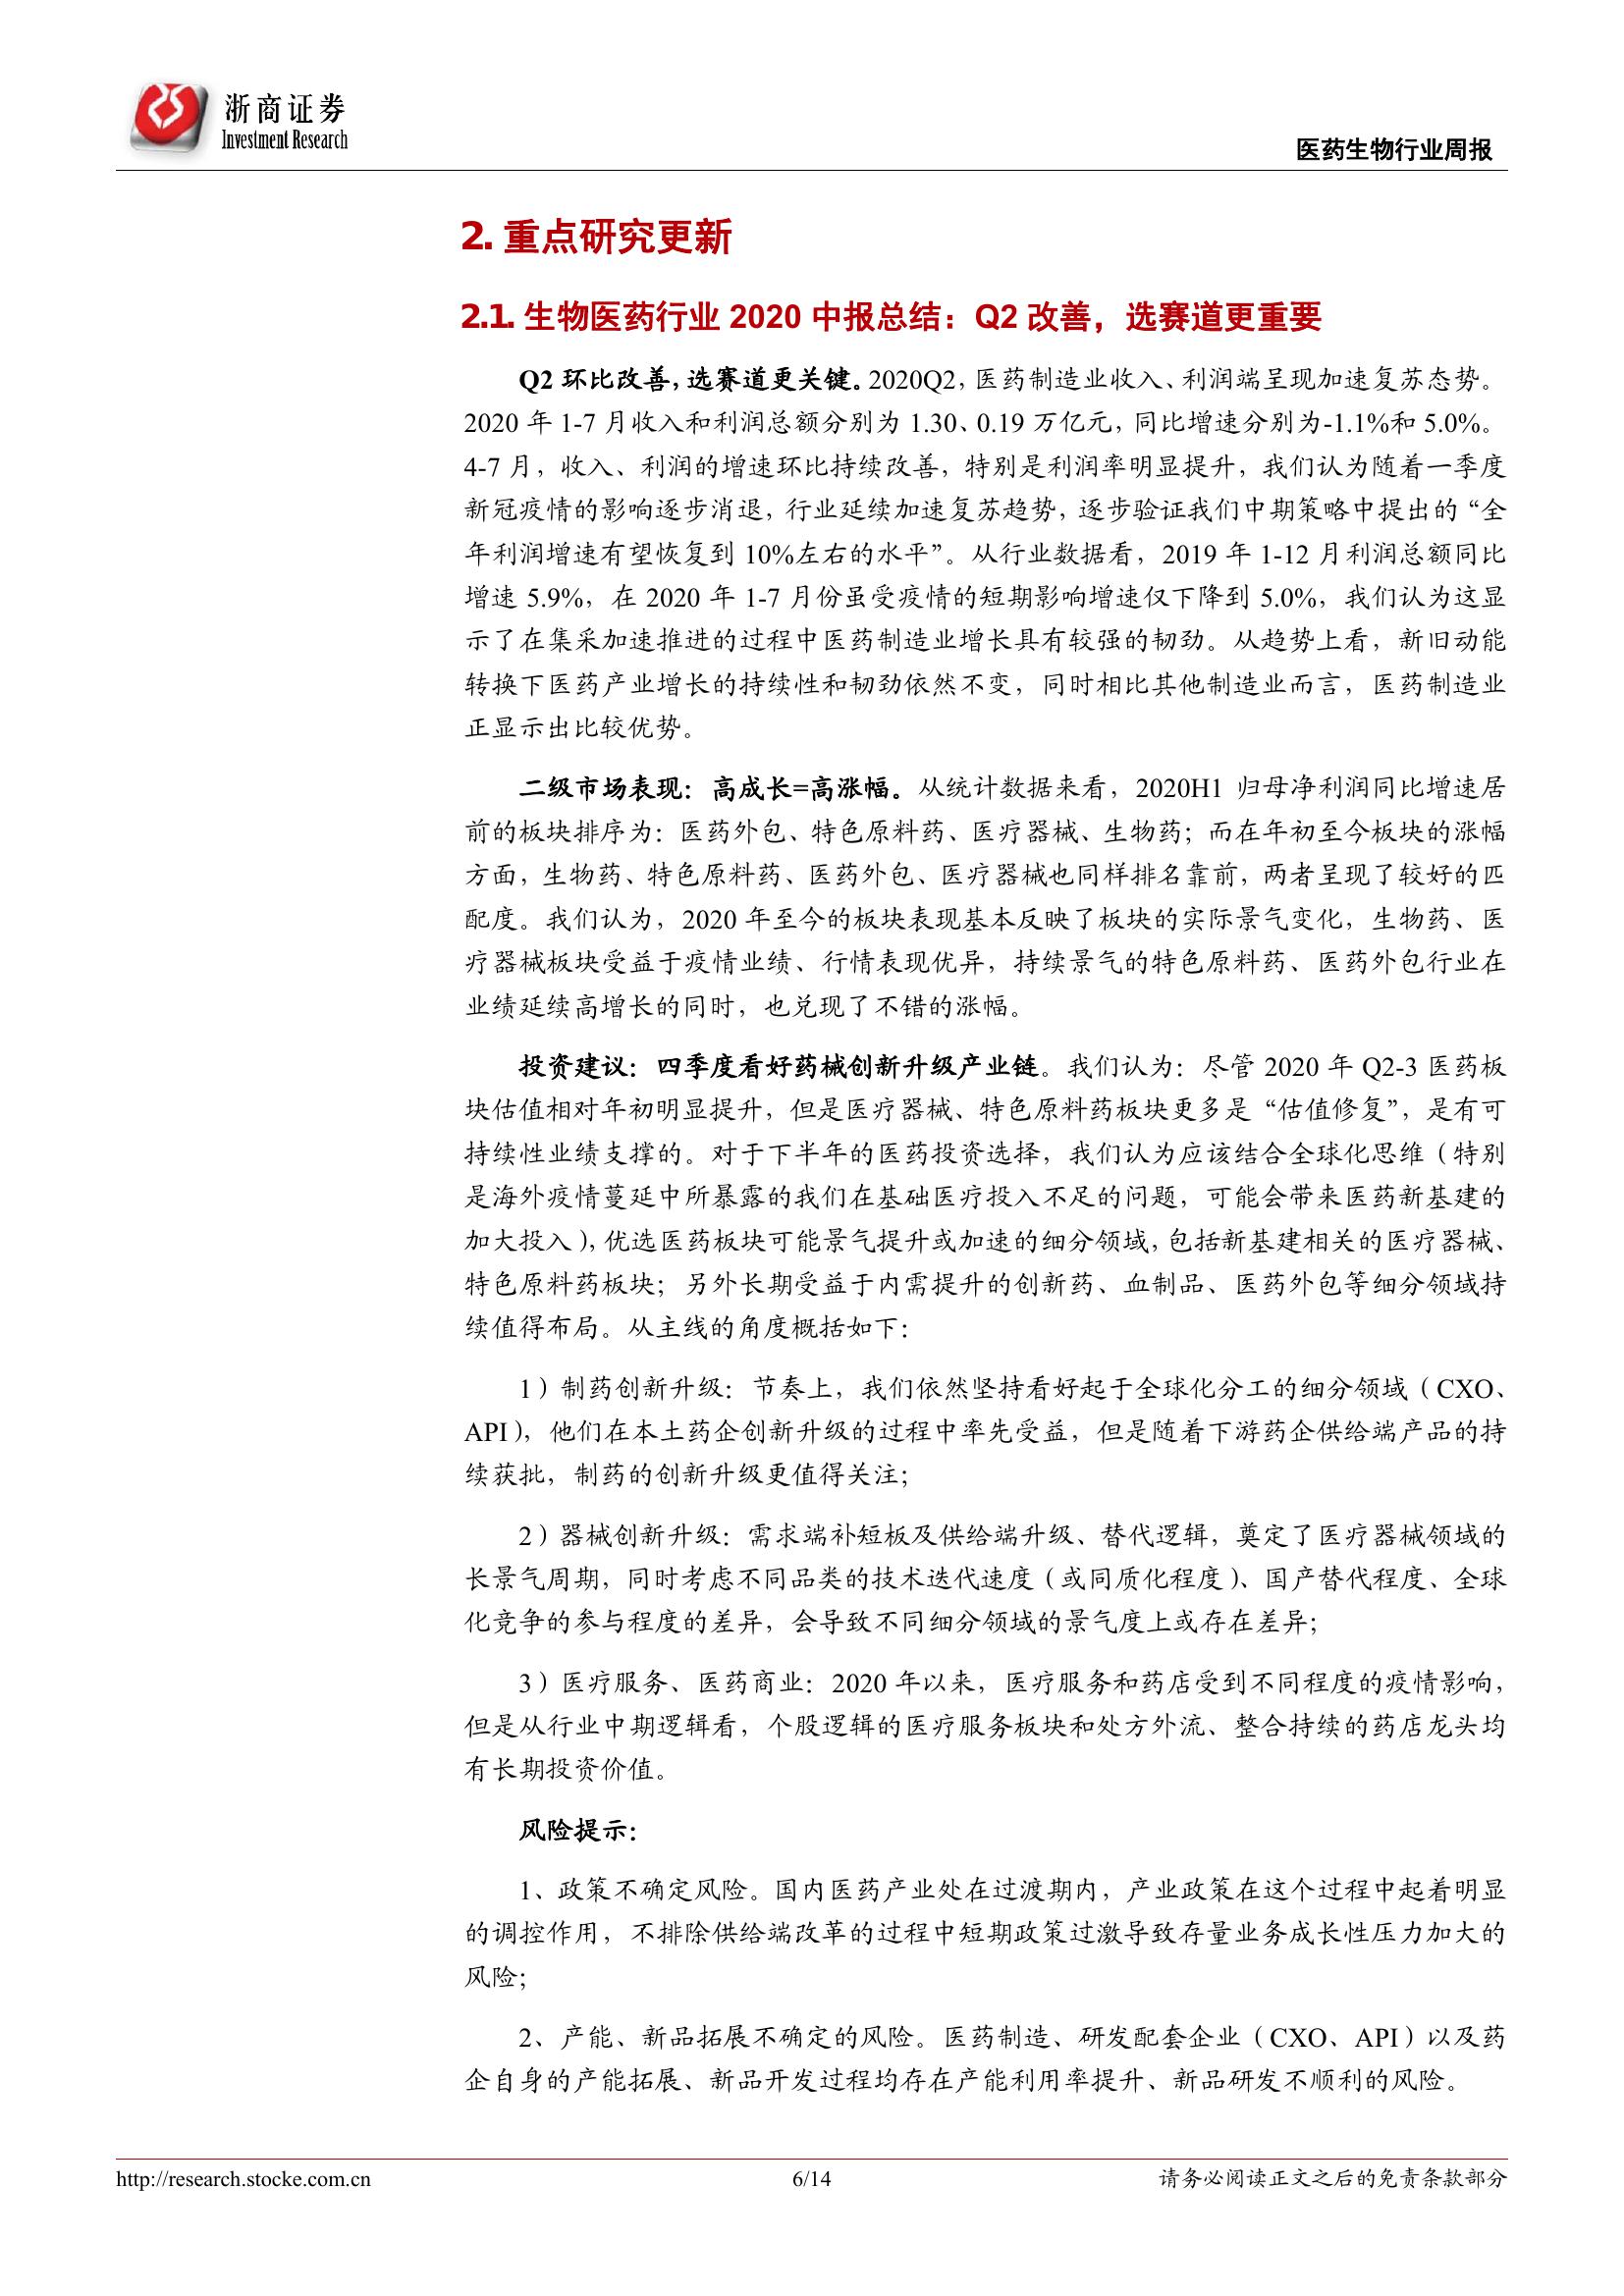 浙商证券
Investment Research
医药生物行业周报
2. 重点研究更新
2.1. 生物医药行业 2020 中报总结：Q2 改善，选赛道更重要
Q2 环比改善，选赛道更关键。2020Q2，医药制造业收入、利润端呈现加速复苏态势。
2020 年 1-7 月收入和利润总额分别为 1.30、0.19 万亿元，同比增速分别为-1.1%和 5.0%。
4-7 月，收入、利润的增速环比持续改善，特别是利润率明显提升，我们认为随着一季度
新冠疫情的影响逐步消退，行业延续加速复苏趋势，逐步验证我们中期策略中提出的“全
年利润增速有望恢复到 10%左右的水平”。从行业数据看，2019 年 1-12 月利润总额同比
增速 5.9%，在 2020 年 1-7 月份虽受疫情的短期影响增速仅下降到 5.0%，我们认为这显
示了在集采加速推进的过程中医药制造业增长具有较强的韧劲。从趋势上看，新旧动能
转换下医药产业增长的持续性和韧劲依然不变，同时相比其他制造业而言，医药制造业
正显示出比较优势。
二级市场表现：高成长=高涨幅。从统计数据来看，2020H1 归母净利润同比增速居
前的板块排序为：医药外包、特色原料药、医疗器械、生物药；而在年初至今板块的涨幅
方面，生物药、特色原料药、医药外包、医疗器械也同样排名靠前，两者呈现了较好的匹
配度。我们认为，2020 年至今的板块表现基本反映了板块的实际景气变化，生物药、医
疗器械板块受益于疫情业绩、行情表现优异，持续景气的特色原料药、医药外包行业在
业绩延续高增长的同时，也兑现了不错的涨幅。
投资建议：四季度看好药械创新升级产业链。我们认为：尽管 2020 年 Q2-3 医药板
块估值相对年初明显提升，但是医疗器械、特色原料药板块更多是“估值修复”，是有可
持续性业绩支撑的。对于下半年的医药投资选择，我们认为应该结合全球化思维（特别
是海外疫情蔓延中所暴露的我们在基础医疗投入不足的问题，可能会带来医药新基建的
加大投入），优选医药板块可能景气提升或加速的细分领域，包括新基建相关的医疗器械、
特色原料药板块；另外长期受益于内需提升的创新药、血制品、医药外包等细分领域持
续值得布局。从主线的角度概括如下：
1）制药创新升级：节奏上，我们依然坚持看好起于全球化分工的细分领域（CXO、
API），他们在本土药企创新升级的过程中率先受益，但是随着下游药企供给端产品的持
续获批，制药的创新升级更值得关注；
2）器械创新升级：需求端补短板及供给端升级、替代逻辑，奠定了医疗器械领域的
长景气周期，同时考虑不同品类的技术迭代速度（或同质化程度）、国产替代程度、全球
化竞争的参与程度的差异，会导致不同细分领域的景气度上或存在差异；
3）医疗服务、医药商业：2020 年以来，医疗服务和药店受到不同程度的疫情影响，
但是从行业中期逻辑看，个股逻辑的医疗服务板块和处方外流、整合持续的药店龙头均
有长期投资价值。
风险提示：
1、政策不确定风险。国内医药产业处在过渡期内，产业政策在这个过程中起着明显
的调控作用，不排除供给端改革的过程中短期政策过激导致存量业务成长性压力加大的
风险；
2、产能、新品拓展不确定的风险。医药制造、研发配套企业（CXO、API）以及药
企自身的产能拓展、新品开发过程均存在产能利用率提升、新品研发不顺利的风险。
http://research.stocke.com.cn
6/14
请务必阅读正文之后的免责条款部分